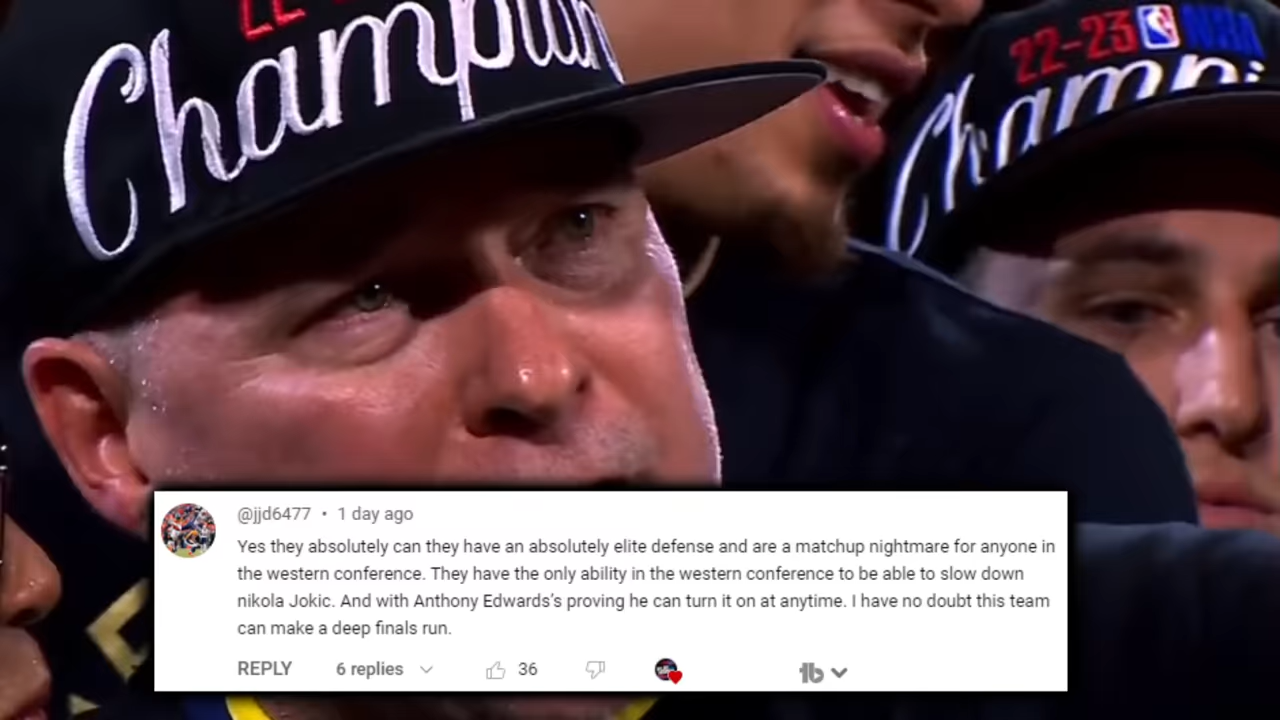 22-
Champion
22-23 NBA
Champi
@jjd6477 • 1 day ago
Yes they absolutely can they have an absolutely elite defense and are a matchup nightmare for anyone in
the western conference. They have the only ability in the western conference to be able to slow down
nikola Jokic. And with Anthony Edwards's proving he can turn it on at anytime. I have no doubt this team
can make a deep finals run.
REPLY 6 replies 36 tb